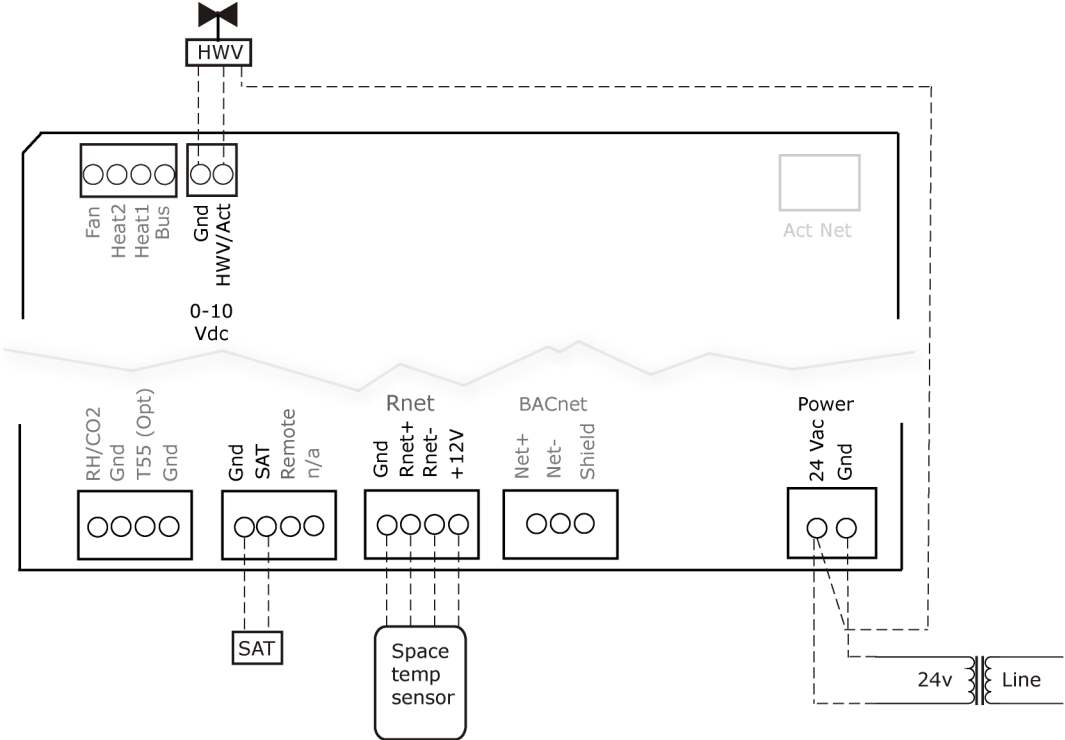 HWV
Fan
Heat2
Heat1
Bus
Gnd
HWV/Act
0-10
Vdc
Act Net
RH/CO2
Gnd
T55 (Opt)
Gnd
Gnd
SAT
Remote
n/a
Rnet
Gnd
Rnet+
Rnet-
+12V
BACnet
Net+
Net-
Shield
Power
24 Vac
Gnd
SAT
Space
temp
sensor
24v
Line